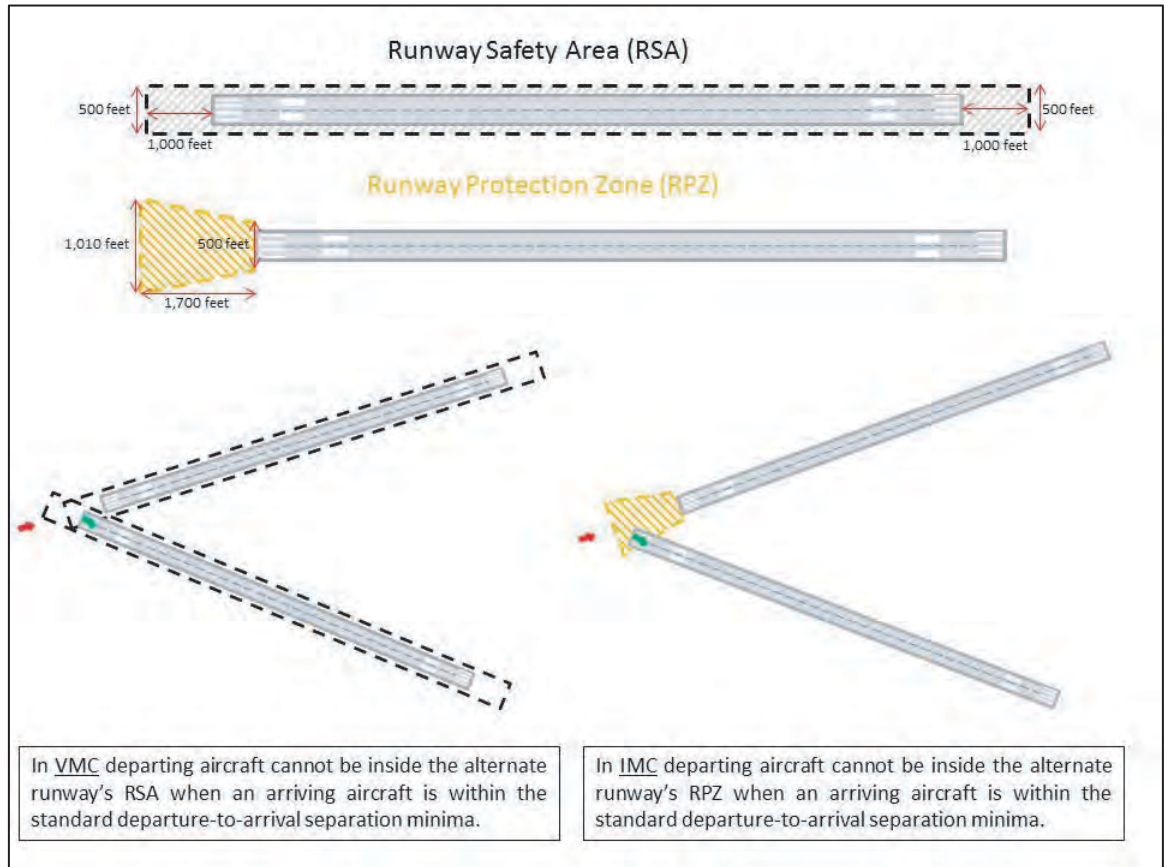 Runway Safety Area (RSA)
500 feet
500 feet
1,000 feet
1,000 feet
Runway Protection Zone (RPZ)
1,010 feet
500 feet
1,700 feet
In VMC departing aircraft cannot be inside the alternate
runway's RSA when an arriving aircraft is within the
standard departure-to-arrival separation minima.
In IMC departing aircraft cannot be inside the alternate
runway's RPZ when an arriving aircraft is within the
standard departure-to-arrival separation minima.